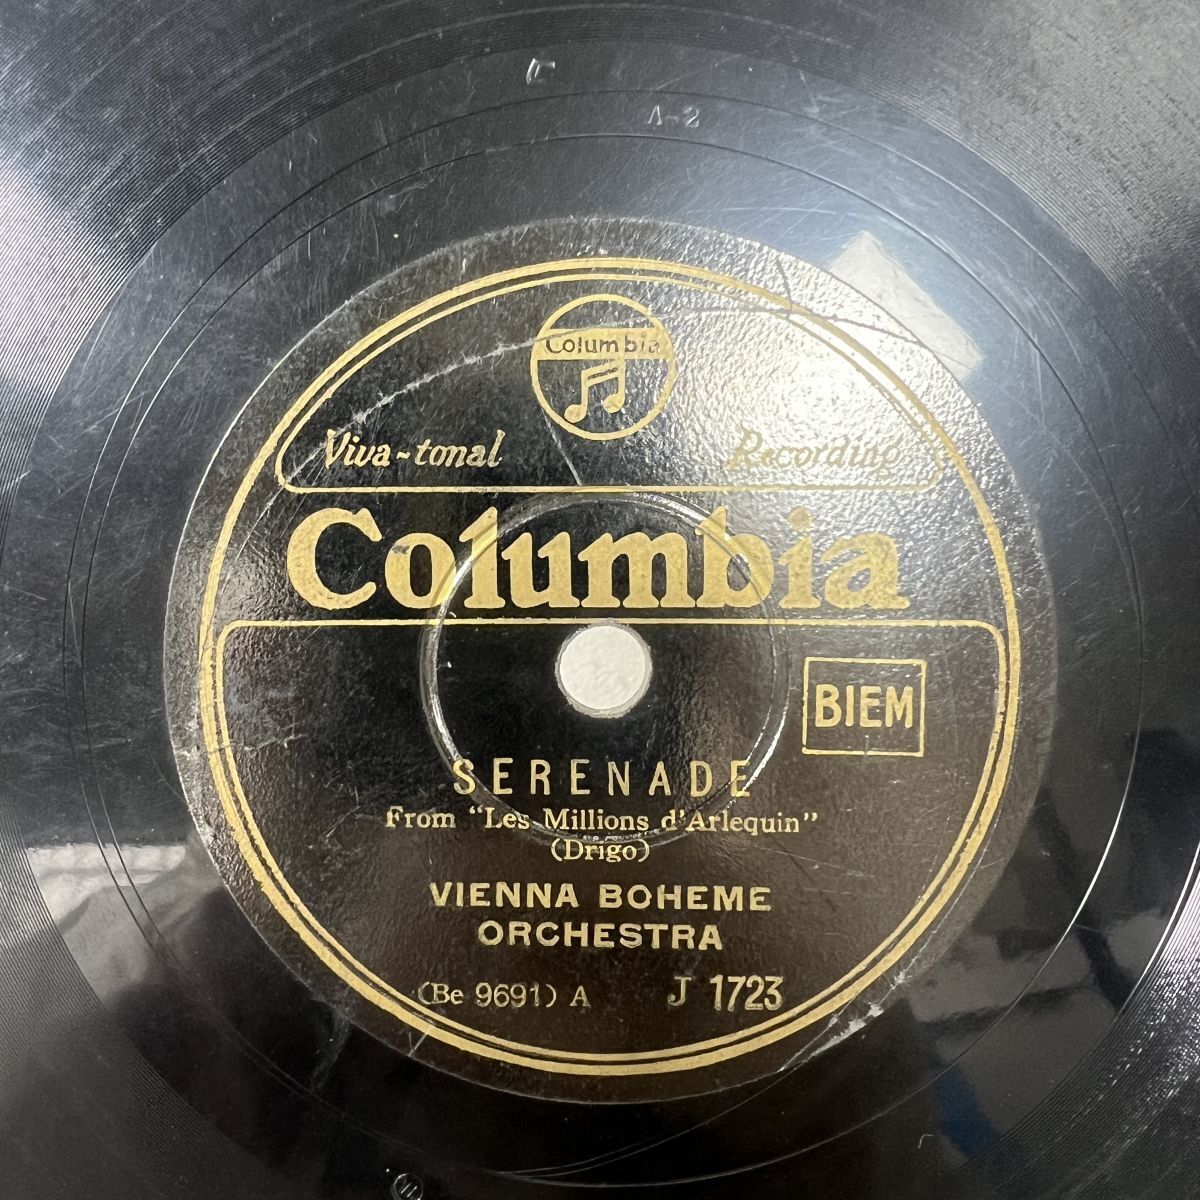 A-2
Columbia
Viva-tonal Recording
Columbia
BIEM
SERENADE
From "Les Millions d'Arlequin"
(Drigo)
VIENNA BOHEME
ORCHESTRA
(Be 9691) A J 1723